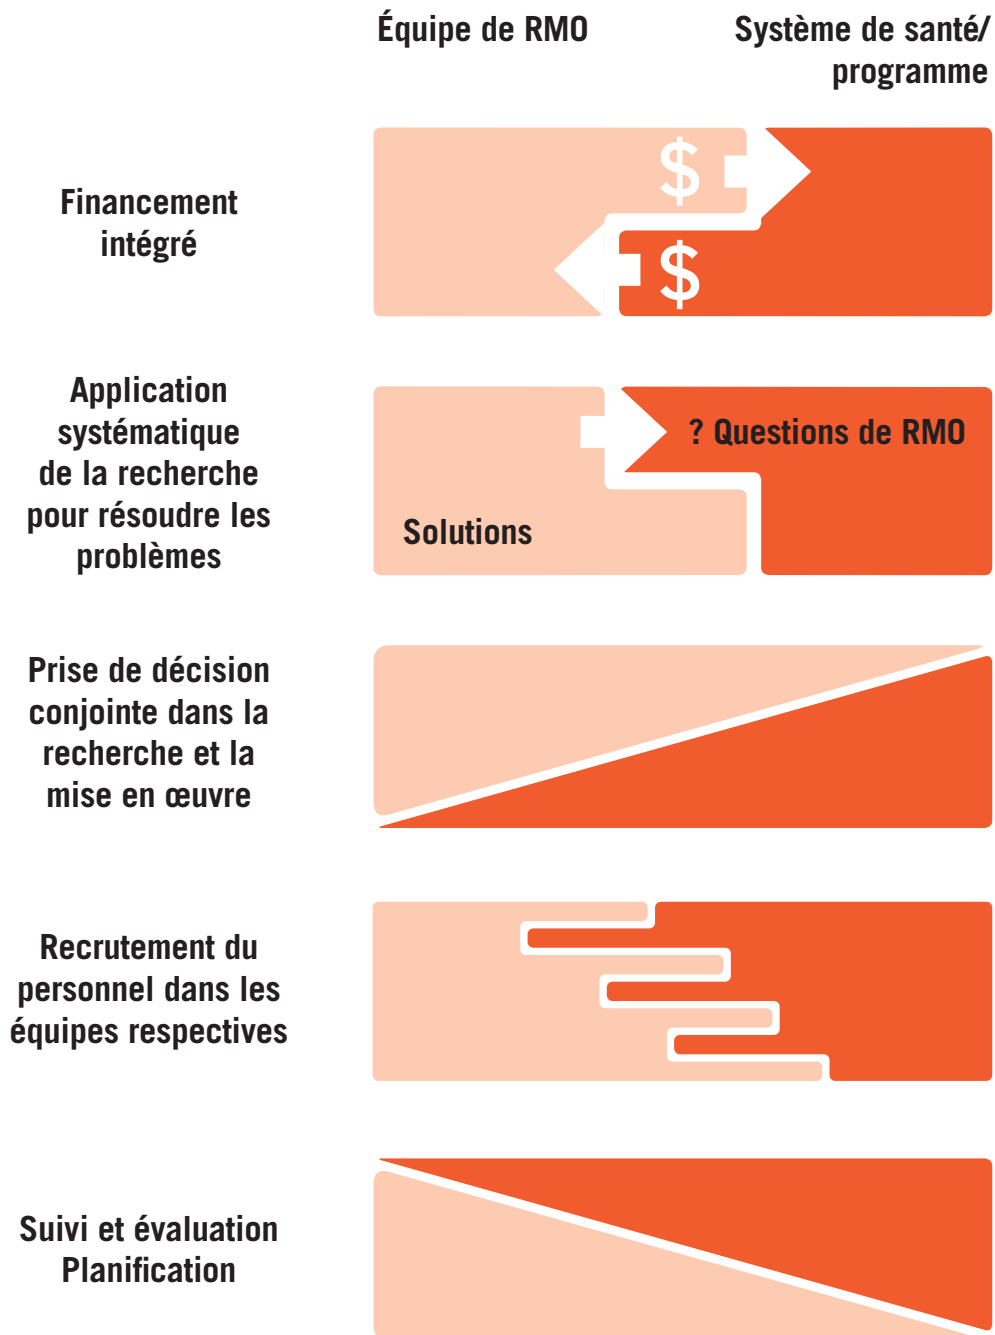 Équipe de RMO
Système de santé/
programme
Financement
intégré
$
$
Application
systématique
de la recherche
pour résoudre les
problèmes
? Questions de RMO
Solutions
Prise de décision
conjointe dans la
recherche et la
mise en œuvre
Recrutement du
personnel dans les
équipes respectives
Suivi et évaluation
Planification